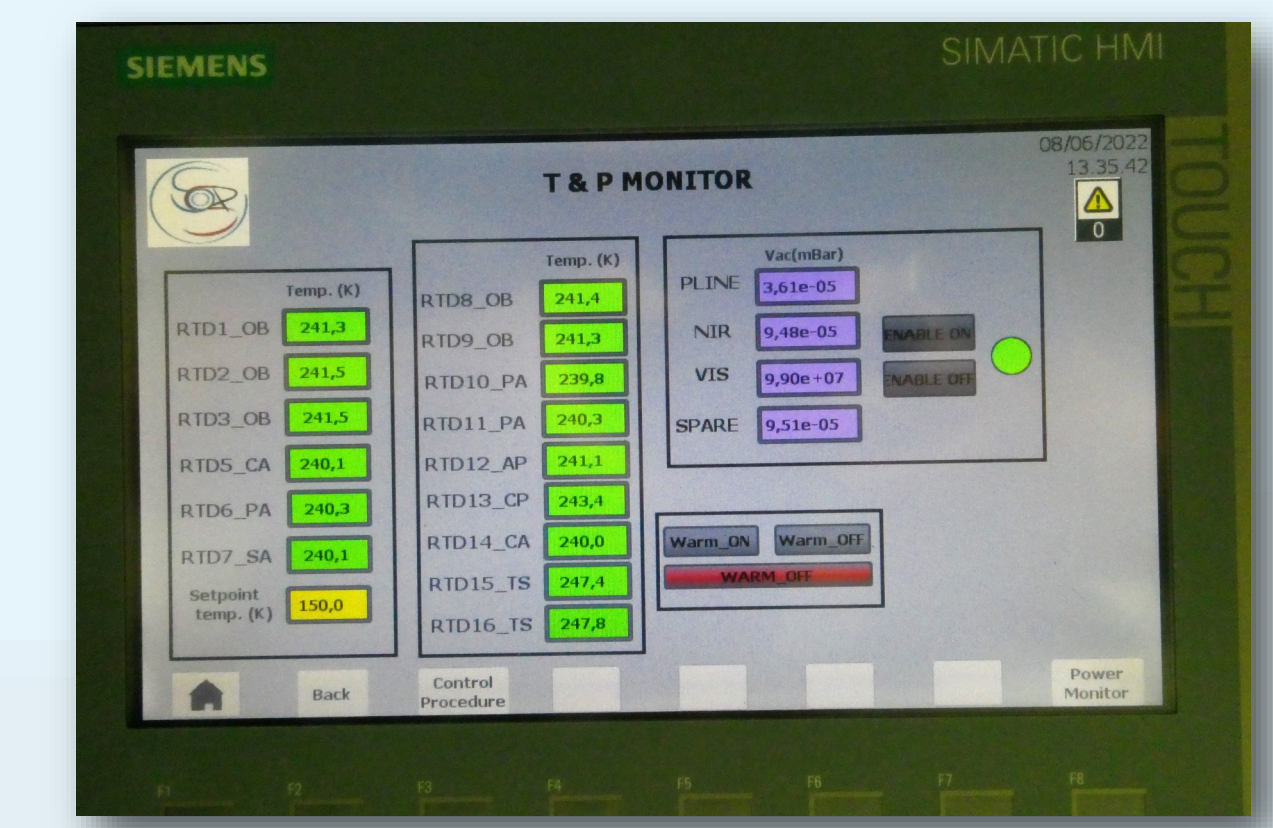 SIEMENS
SIMATIC HMI
TOUCH
08/06/2022
13.35.42
T & P MONITOR
0
Temp. (K)
RTD1_OB 241,3
RTD2_OB 241,5
RTD3_OB 241,5
RTD5_CA 240,1
RTD6_PA 240,3
RTD7_SA 240,1
Setpoint
temp. (K) 150,0
Temp. (K)
RTD8_OB 241,4
RTD9_OB 241,3
RTD10_PA 239,8
RTD11_PA 240,3
RTD12_AP 241,1
RTD13_CP 243,4
RTD14_CA 240,0
RTD15_TS 247,4
RTD16_TS 247,8
Vac(mBar)
PLINE 3,61e-05
NIR 9,48e-05 ENABLE ON
VIS 9,90e+07 ENABLE OFF
SPARE 9,51e-05
Warm_ON Warm_OFF
WARM_OFF
Back
Control
Procedure
Power
Monitor
F1 F2 F3 F4 F5 F6 F7 F8